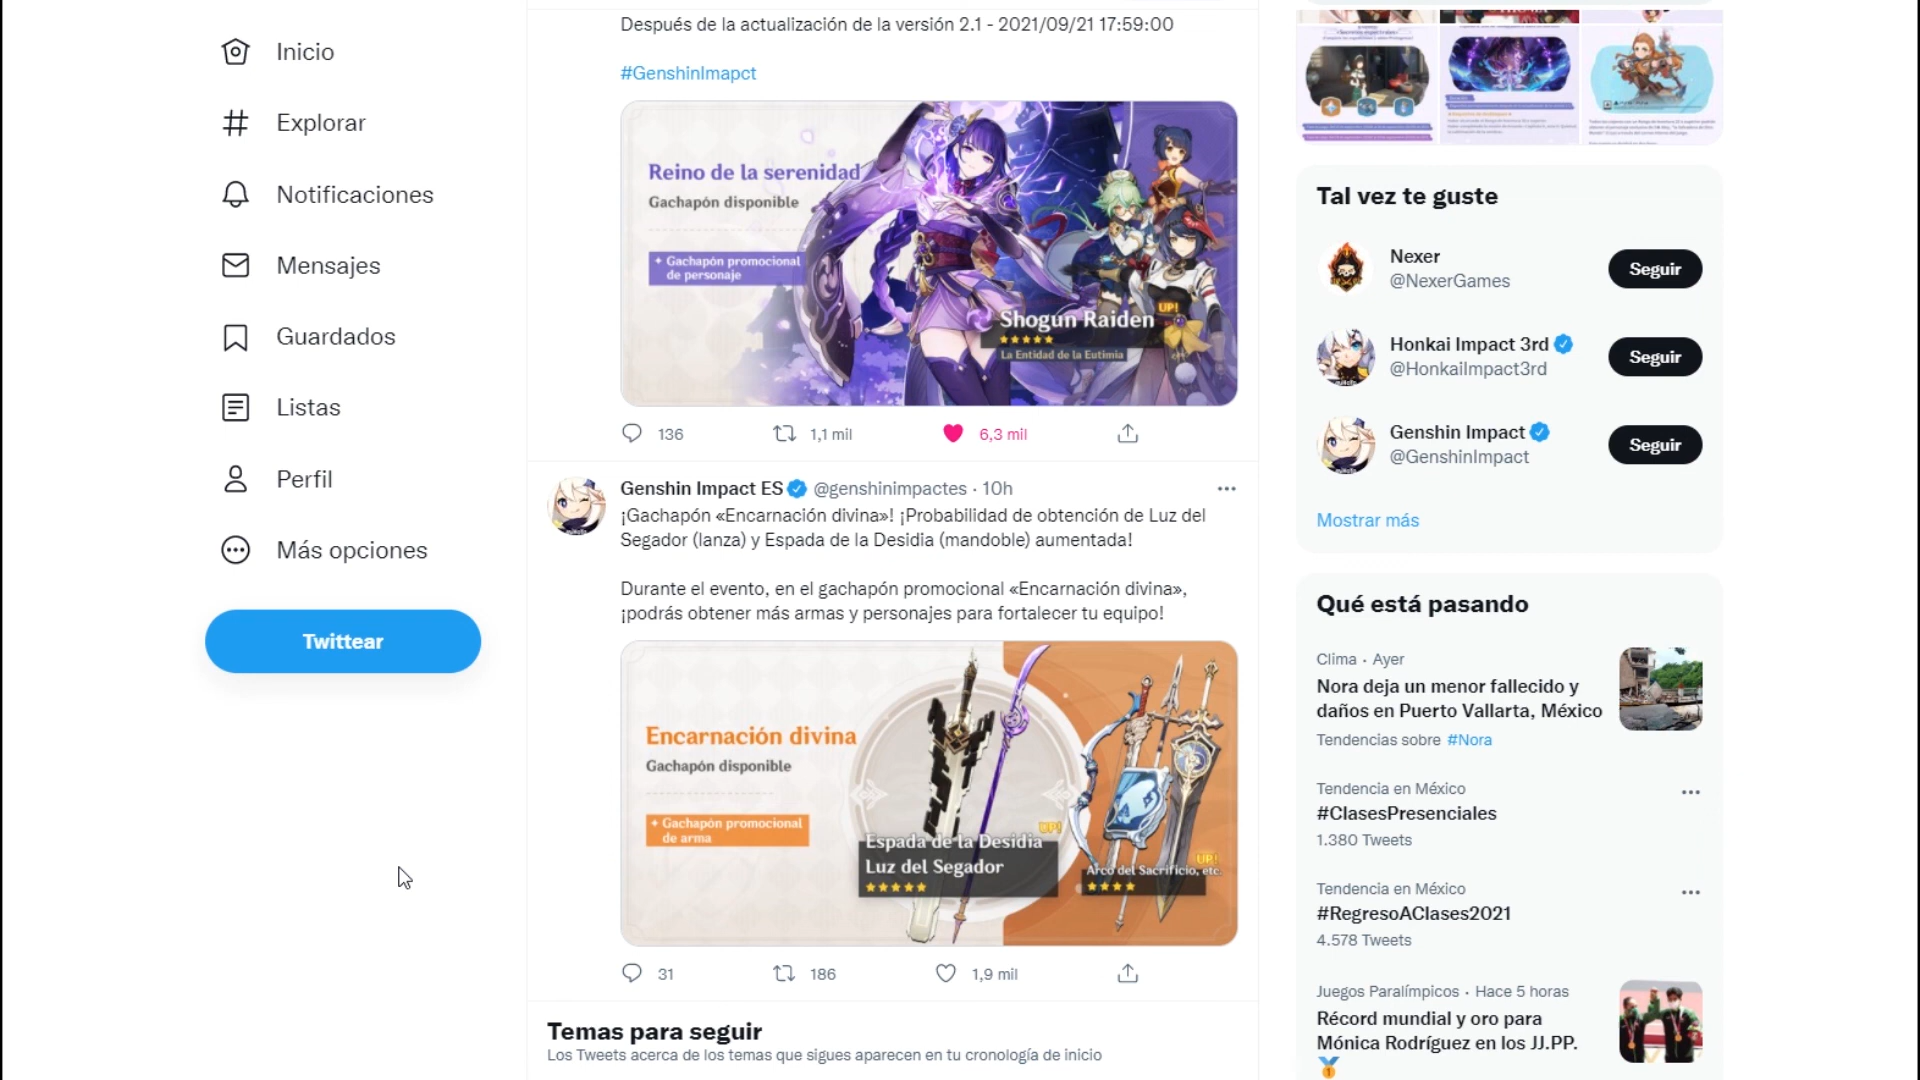 Inicio
Explorar
Notificaciones
Mensajes
Guardados
Listas
Perfil
Más opciones
Twittear
Después de la actualización de la versión 2.1 - 2021/09/21 17:59:00
#GenshinImapct
Reino de la serenidad
Gachapón disponible
Gachapón promocional
de personaje
UP!
Shogun Raiden
La Entidad de la Eutimia
136
1,1 mil
6,3 mil
Genshin Impact ES @genshinimpactes · 10h
¡Gachapón «Encarnación divina»! ¡Probabilidad de obtención de Luz del
Segador (lanza) y Espada de la Desidia (mandoble) aumentada!
Durante el evento, en el gachapón promocional «Encarnación divina»,
¡podrás obtener más armas y personajes para fortalecer tu equipo!
Encarnación divina
Gachapón disponible
Gachapón promocional
de arma
UP!
Espada de la Desidia
Luz del Segador
UP!
Arco del Sacrificio, etc.
31
186
1,9 mil
Temas para seguir
Los Tweets acerca de los temas que sigues aparecen en tu cronología de inicio
Tal vez te guste
Nexer
@NexerGames
Seguir
Honkai Impact 3rd
@HonkaiImpact3rd
Seguir
Genshin Impact
@GenshinImpact
Seguir
Mostrar más
Qué está pasando
Clima · Ayer
Nora deja un menor fallecido y
daños en Puerto Vallarta, México
Tendencias sobre #Nora
Tendencia en México
#ClasesPresenciales
1.380 Tweets
Tendencia en México
#RegresoAClases2021
4.578 Tweets
Juegos Paralímpicos · Hace 5 horas
Récord mundial y oro para
Mónica Rodríguez en los JJ.PP.